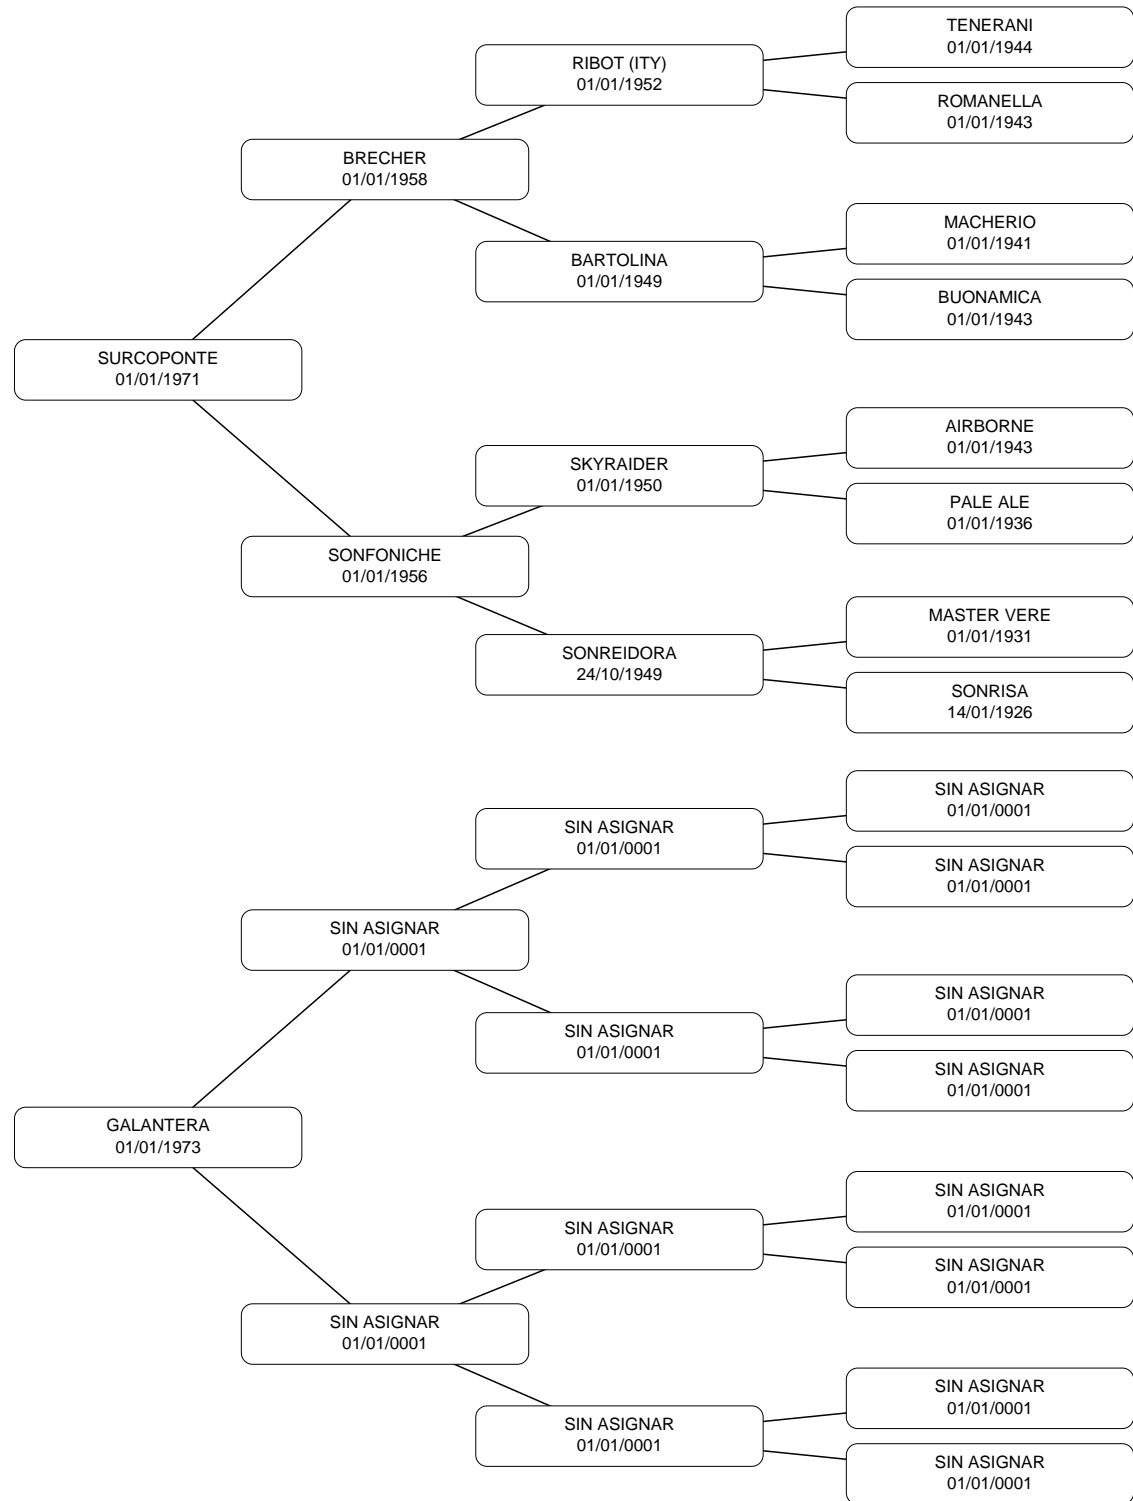 TENERANI
01/01/1944
RIBOT (ITY)
01/01/1952
ROMANELLA
01/01/1943
BRECHER
01/01/1958
MACHERIO
01/01/1941
BARTOLINA
01/01/1949
BUONAMICA
01/01/1943
SURCOPONTE
01/01/1971
AIRBORNE
01/01/1943
SKYRAIDER
01/01/1950
PALE ALE
01/01/1936
SONFONICHE
01/01/1956
MASTER VERE
01/01/1931
SONREIDORA
24/10/1949
SONRISA
14/01/1926
SIN ASIGNAR
01/01/0001
SIN ASIGNAR
01/01/0001
SIN ASIGNAR
01/01/0001
SIN ASIGNAR
01/01/0001
SIN ASIGNAR
01/01/0001
SIN ASIGNAR
01/01/0001
SIN ASIGNAR
01/01/0001
GALANTERA
01/01/1973
SIN ASIGNAR
01/01/0001
SIN ASIGNAR
01/01/0001
SIN ASIGNAR
01/01/0001
SIN ASIGNAR
01/01/0001
SIN ASIGNAR
01/01/0001
SIN ASIGNAR
01/01/0001
SIN ASIGNAR
01/01/0001